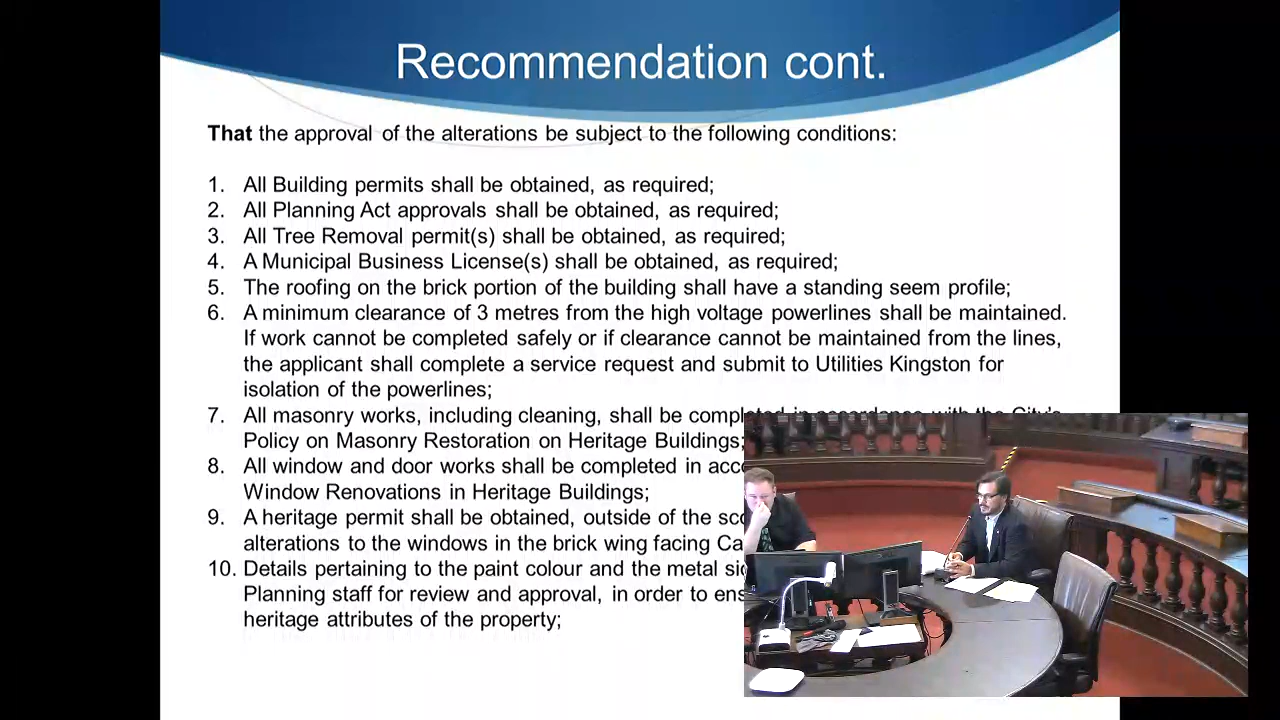 Recommendation cont.
That the approval of the alterations be subject to the following conditions:
1. All Building permits shall be obtained, as required;
2. All Planning Act approvals shall be obtained, as required;
3. All Tree Removal permit(s) shall be obtained, as required;
4. A Municipal Business License(s) shall be obtained, as required;
5. The roofing on the brick portion of the building shall have a standing seem profile;
6. A minimum clearance of 3 metres from the high voltage powerlines shall be maintained.
If work cannot be completed safely or if clearance cannot be maintained from the lines,
the applicant shall complete a service request and submit to Utilities Kingston for
isolation of the powerlines;
7. All masonry works, including cleaning, shall be completed in accordance with the City's
Policy on Masonry Restoration on Heritage Buildings;
8. All window and door works shall be completed in
Window Renovations in Heritage Buildings;
9. A heritage permit shall be obtained, outside of the
alterations to the windows in the brick wing facing
10. Details pertaining to the paint colour and the metal
Planning staff for review and approval, in order to
heritage attributes of the property;